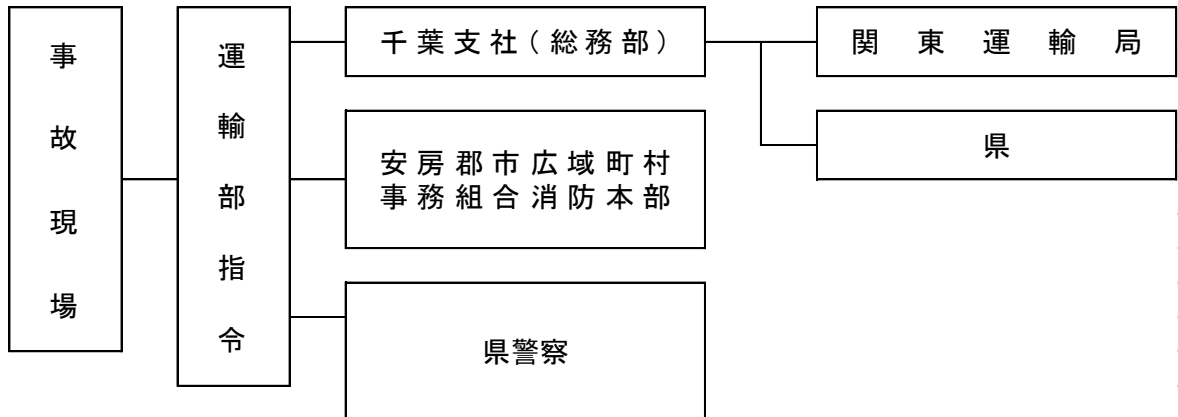 事故現場
運輸部指令
千葉支社(総務部)
関東運輸局
県
安房郡市広域町村
事務組合消防本部
県警察